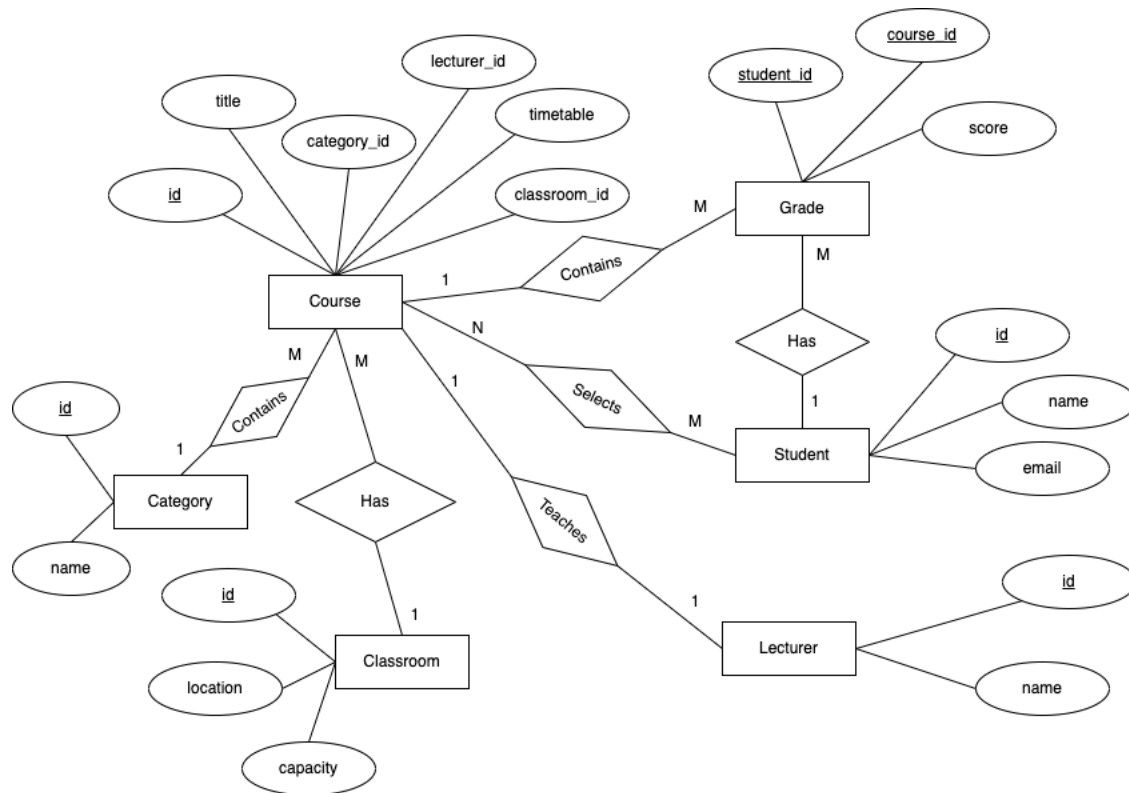 course_id
lecturer_id
student_id
title
timetable
score
category_id
id
classroom_id
Grade
M
Contains
M
1
Course
N
Has
id
M
M
1
Selects
Contains
id
1
name
M
1
Student
email
Category
Has
Teaches
name
id
1
1
id
Classroom
Lecturer
location
name
capacity